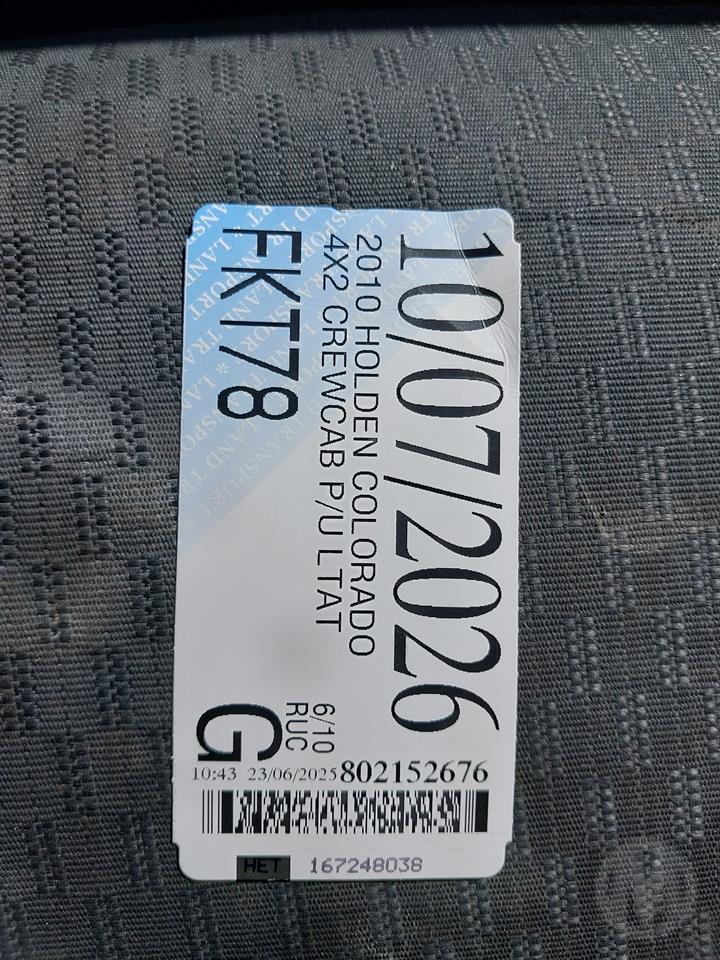 10/07/2026
2010 HOLDEN COLORADO
4X2 CREWCAB P/U LTAT
FKT78
6/10
RUC
G
10:43 23/06/2025 802152676
HET 167248038